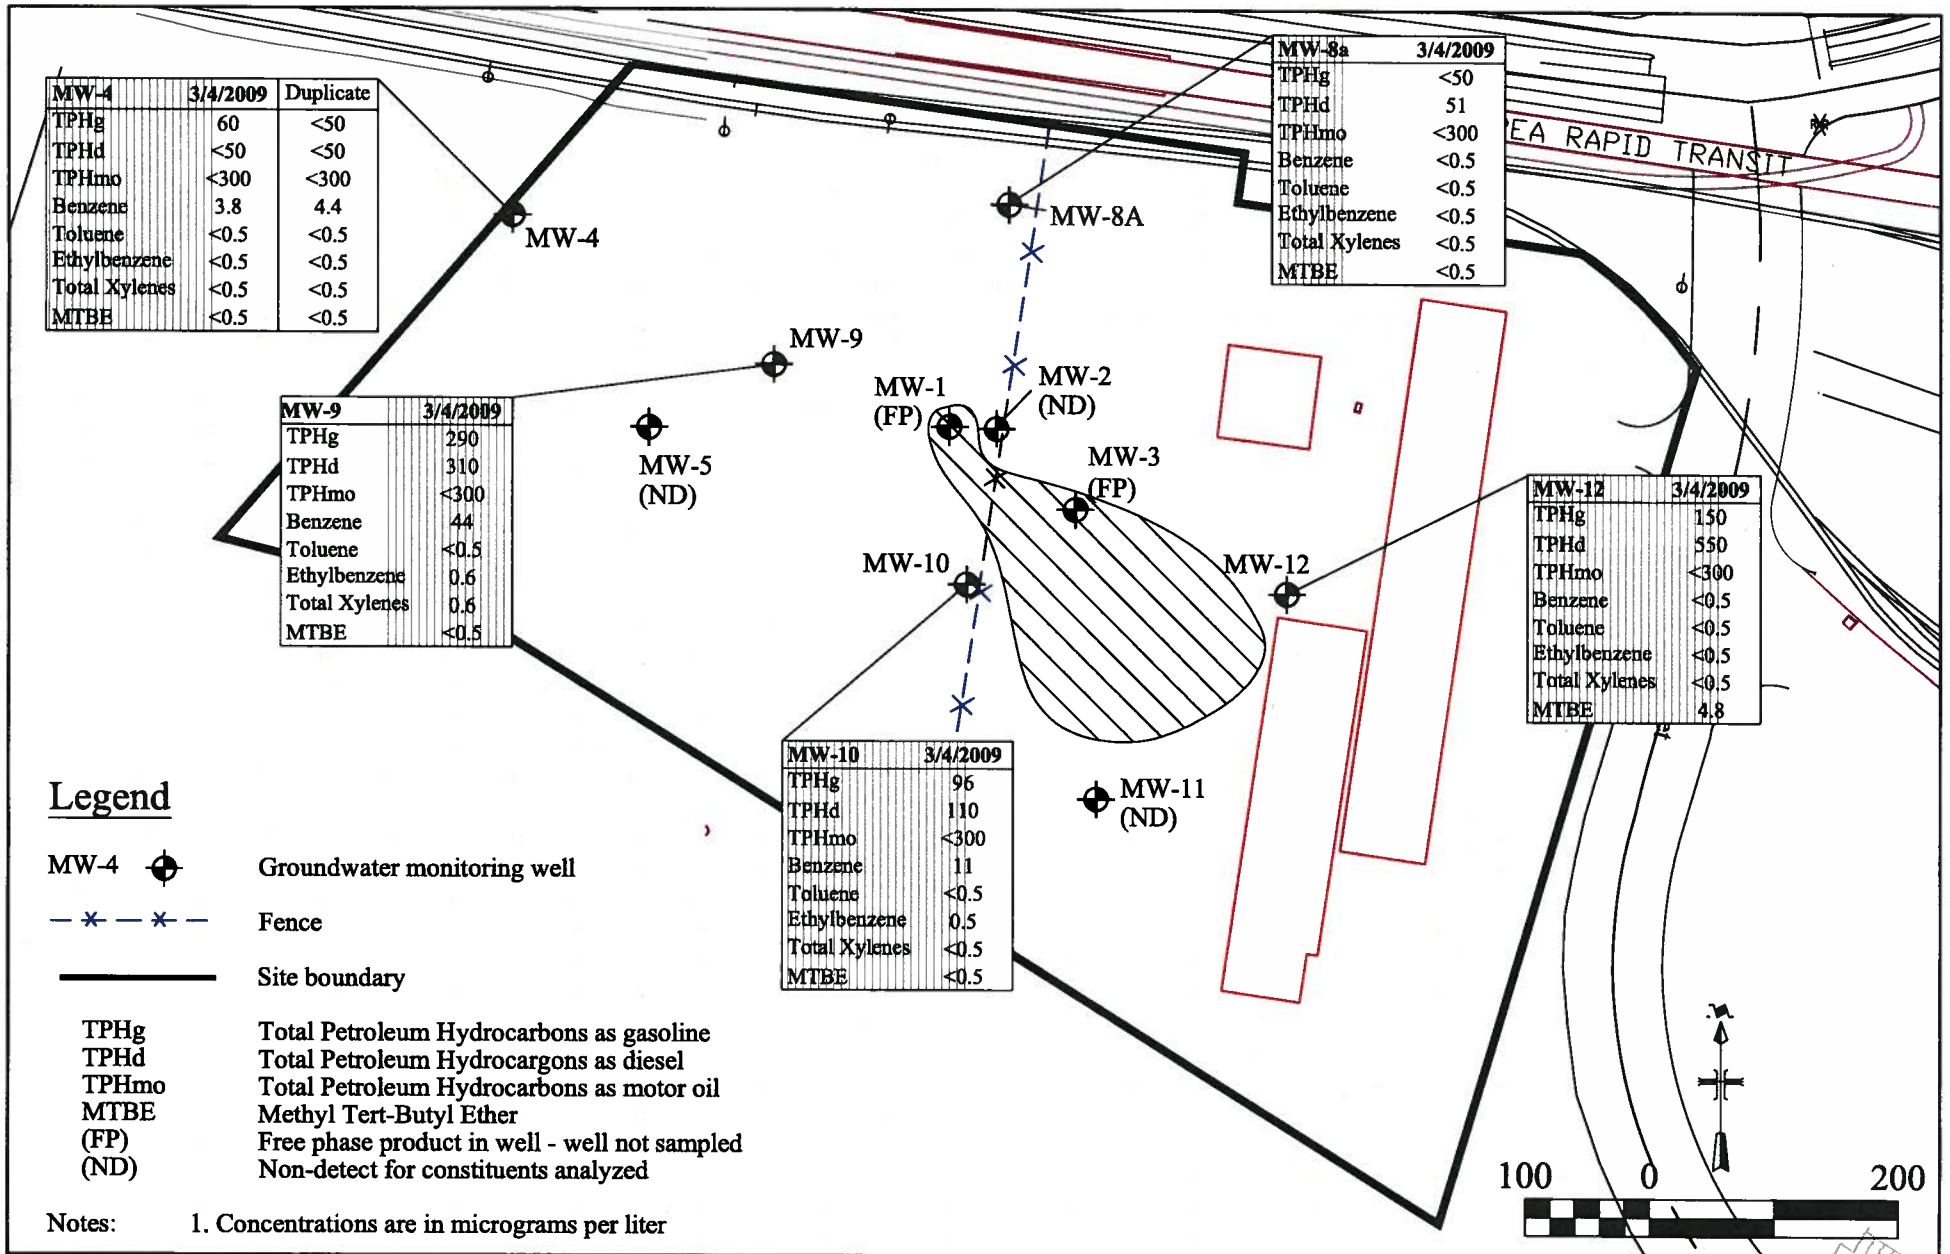 MW-4 3/4/2009 Duplicate
TPHg 60 <50
TPHd <50 <50
TPHmo <300 <300
Benzene 3.8 4.4
Toluene <0.5 <0.5
Ethylbenzene <0.5 <0.5
Total Xylenes <0.5 <0.5
MTBE <0.5 <0.5
MW-8a 3/4/2009
TPHg <50
TPHd 51
TPHmo <300
Benzene <0.5
Toluene <0.5
Ethylbenzene <0.5
Total Xylenes <0.5
MTBE <0.5
RAPID TRANSIT
MW-4
MW-8A
MW-9
MW-1
(FP)
MW-2
(ND)
MW-5
(ND)
MW-3
(FP)
MW-10
MW-12
MW-11
(ND)
MW-9 3/4/2009
TPHg 290
TPHd 310
TPHmo <300
Benzene 44
Toluene <0.5
Ethylbenzene 0.6
Total Xylenes 0.6
MTBE <0.5
MW-12 3/4/2009
TPHg 150
TPHd 550
TPHmo <300
Benzene <0.5
Toluene <0.5
Ethylbenzene <0.5
Total Xylenes <0.5
MTBE 4.8
MW-10 3/4/2009
TPHg 96
TPHd 110
TPHmo <300
Benzene 11
Toluene <0.5
Ethylbenzene 0.5
Total Xylenes <0.5
MTBE <0.5
Legend
MW-4 Groundwater monitoring well
Fence
Site boundary
TPHg Total Petroleum Hydrocarbons as gasoline
TPHd Total Petroleum Hydrocargons as diesel
TPHmo Total Petroleum Hydrocarbons as motor oil
MTBE Methyl Tert-Butyl Ether
(FP) Free phase product in well - well not sampled
(ND) Non-detect for constituents analyzed
Notes: 1. Concentrations are in micrograms per liter
100 0 200